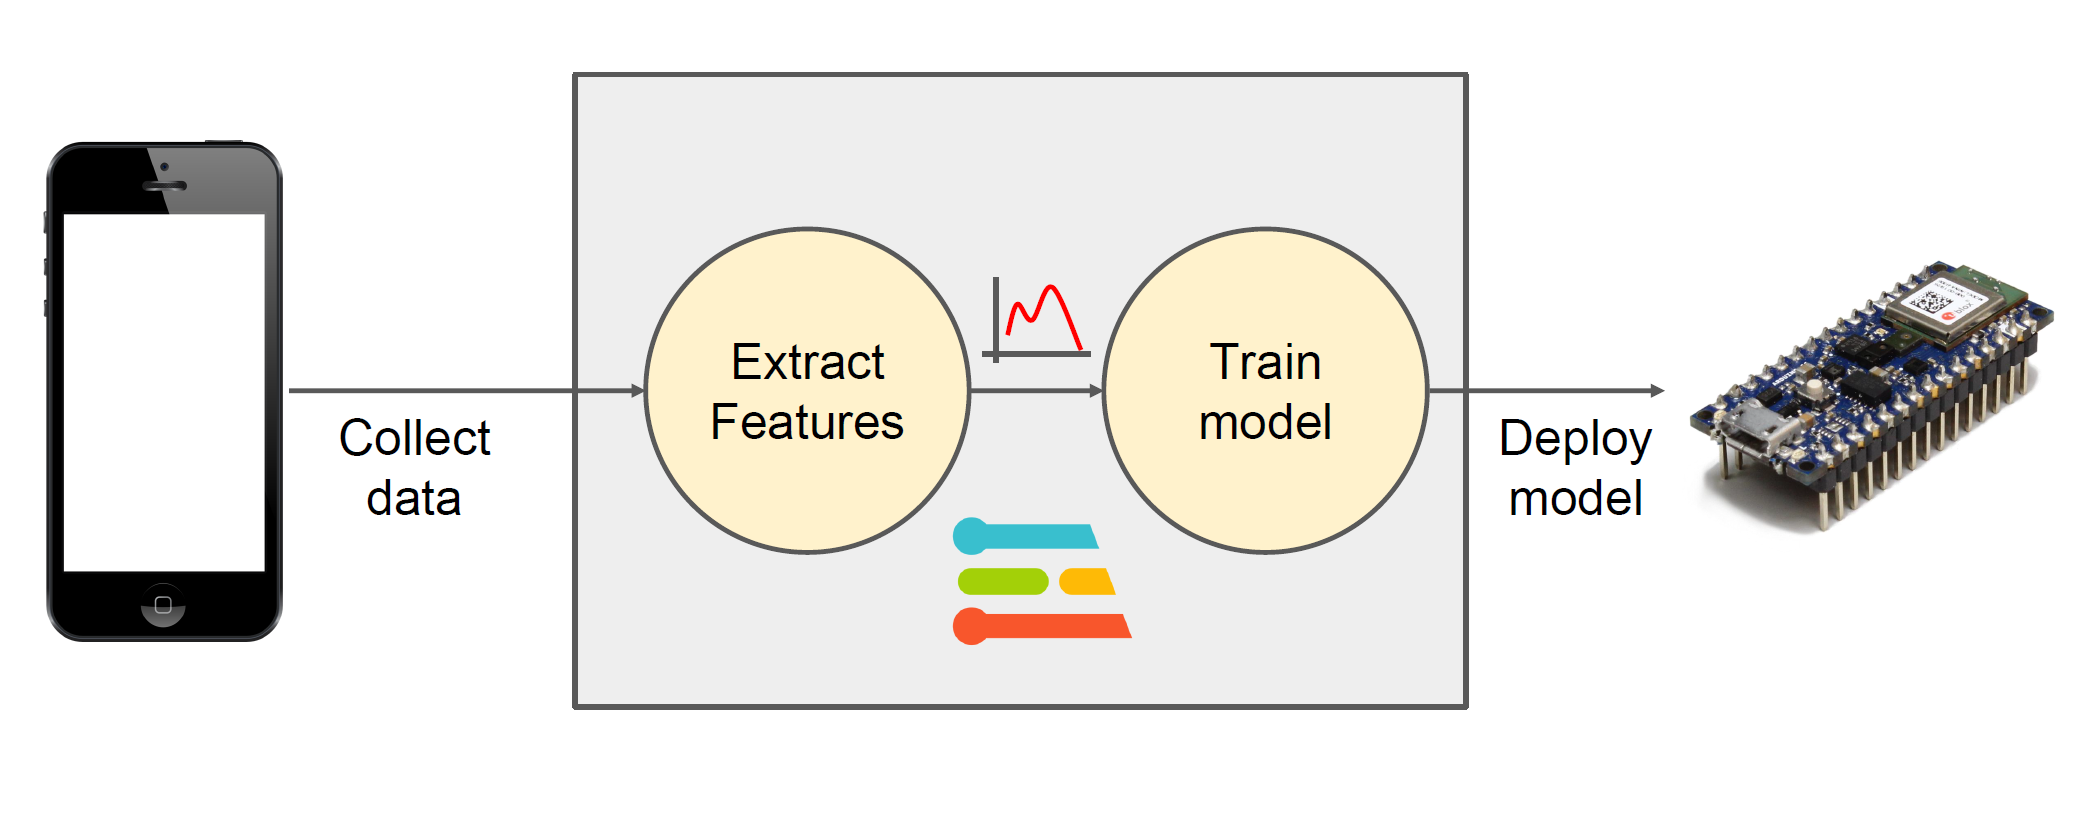 Collect
data
Extract
Features
Train
model
Deploy
model